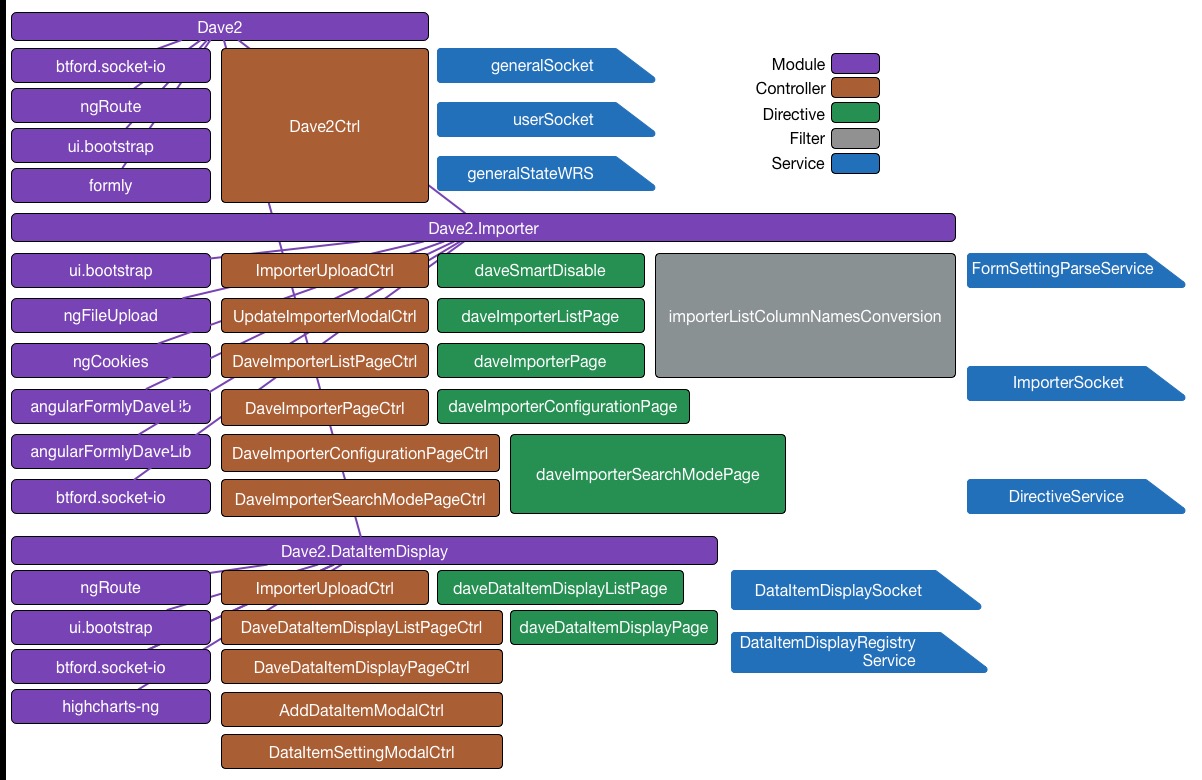 Dave2
btford.socket-io
ngRoute
ui.bootstrap
formly
Dave2Ctrl
generalSocket
userSocket
generalStateWRS
Module
Controller
Directive
Filter
Service
Dave2.Importer
ui.bootstrap
ImporterUploadCtrl
daveSmartDisable
importerListColumnNamesConversion
FormSettingParseService
ngFileUpload
UpdateImporterModalCtrl
daveImporterListPage
ngCookies
DaveImporterListPageCtrl
daveImporterPage
ImporterSocket
angularFormlyDaveLib
DaveImporterPageCtrl
daveImporterConfigurationPage
angularFormlyDaveLib
DaveImporterConfigurationPageCtrl
daveImporterSearchModePage
btford.socket-io
DaveImporterSearchModePageCtrl
DirectiveService
Dave2.DataItemDisplay
ngRoute
ImporterUploadCtrl
daveDataItemDisplayListPage
DataItemDisplaySocket
ui.bootstrap
DaveDataItemDisplayListPageCtrl
daveDataItemDisplayPage
DataItemDisplayRegistry
Service
btford.socket-io
DaveDataItemDisplayPageCtrl
highcharts-ng
AddDataItemModalCtrl
DataItemSettingModalCtrl